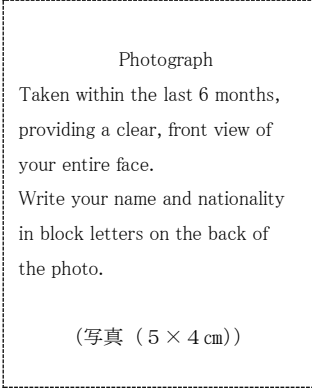 Photograph
Taken within the last 6 months,
providing a clear, front view of
your entire face.
Write your name and nationality
in block letters on the back of
the photo.
(写真（５×４㎝))